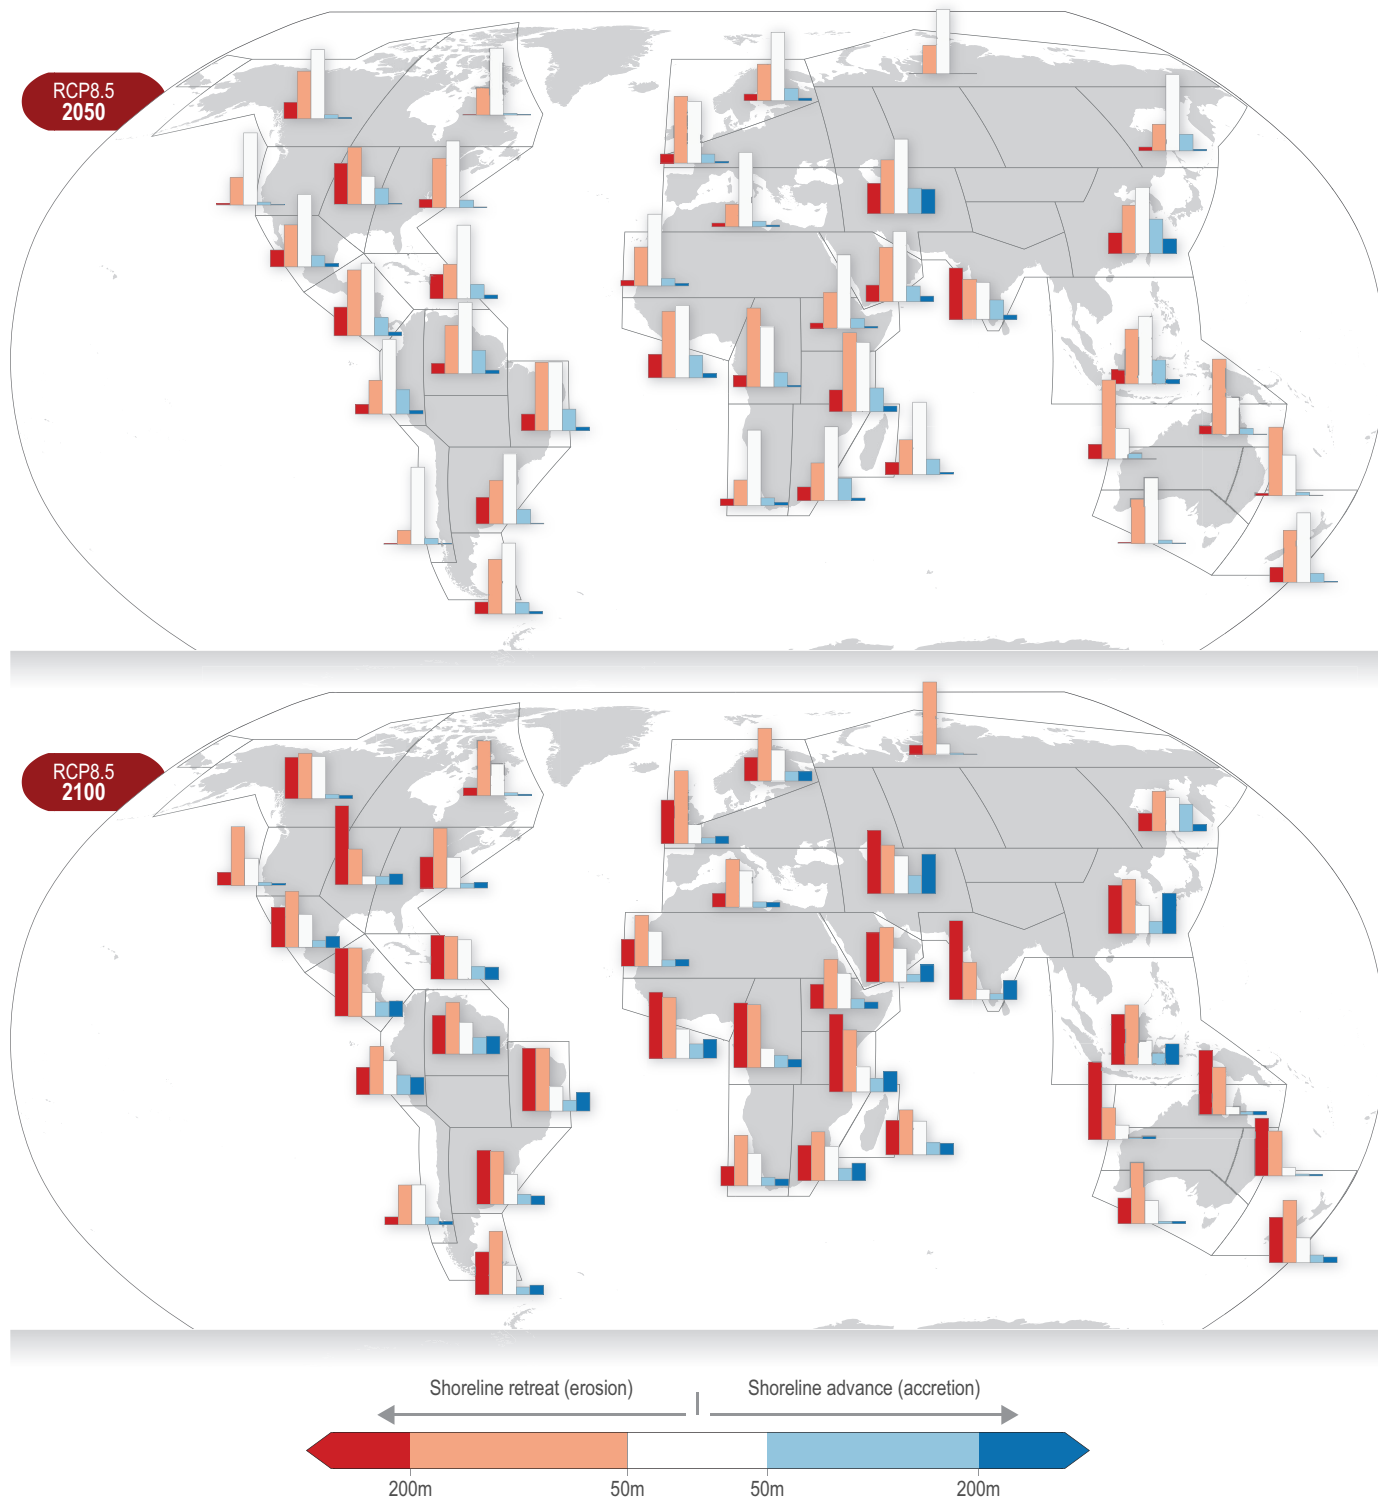 RCP8.5
2050
RCP8.5
2100
Shoreline retreat (erosion)
Shoreline advance (accretion)
200m
50m
50m
200m